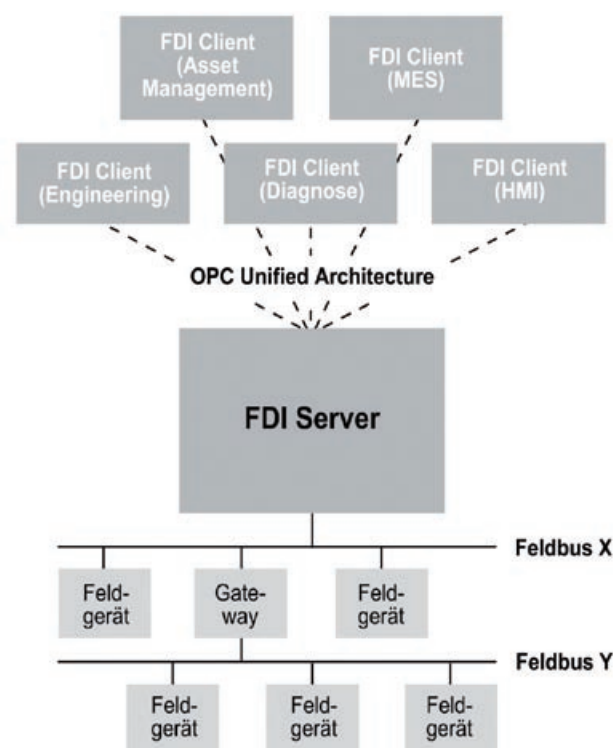 FDI Client
(Asset
Management)
FDI Client
(MES)
FDI Client
(Engineering)
FDI Client
(Diagnose)
FDI Client
(HMI)
OPC Unified Architecture
FDI Server
Feldbus X
Feld-
gerät
Gate-
way
Feld-
gerät
Feldbus Y
Feld-
gerät
Feld-
gerät
Feld-
gerät